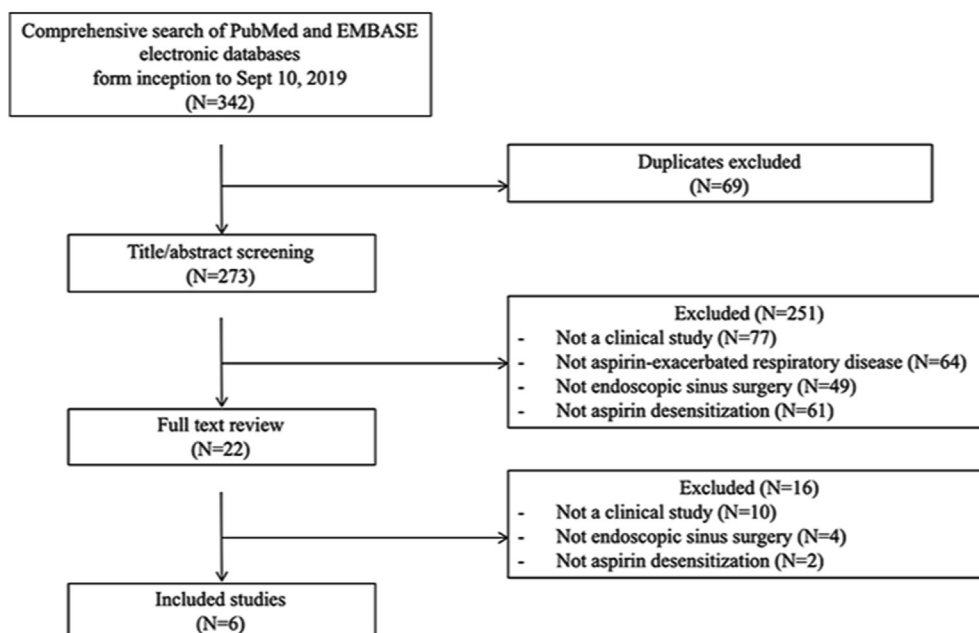 Comprehensive search of PubMed and EMBASE
electronic databases
form inception to Sept 10, 2019
(N=342)
Duplicates excluded
(N=69)
Title/abstract screening
(N=273)
Excluded (N=251)
- Not a clinical study (N=77)
- Not aspirin-exacerbated respiratory disease (N=64)
- Not endoscopic sinus surgery (N=49)
- Not aspirin desensitization (N=61)
Full text review
(N=22)
Excluded (N=16)
- Not a clinical study (N=10)
- Not endoscopic sinus surgery (N=4)
- Not aspirin desensitization (N=2)
Included studies
(N=6)